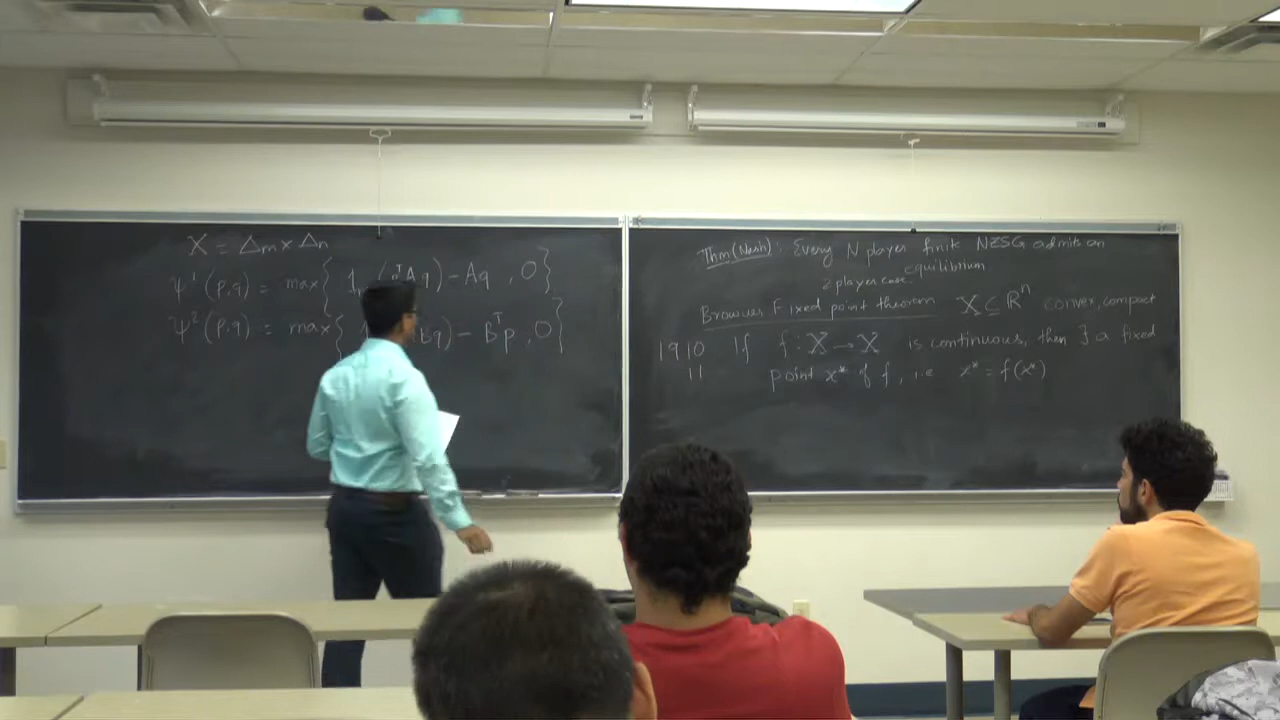 X = Δm × Δn
Ψ¹(p,q) = max{ 1 (pᵀAq) − Aq , 0}
Ψ²(p,q) = max{ Bq) − Bᵀp , 0}
Thm (Nash) : Every N player finite NZSG admits an
equilibrium
2 player case
Brouwer Fixed point theorem X ⊆ ℝⁿ convex, compact
1910 If f : X → X is continuous, then ∃ a fixed
11 point x* of f , i.e x* = f(x*)